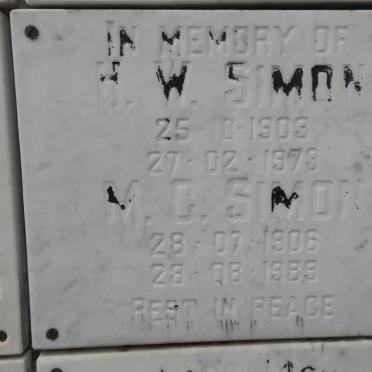 IN MEMORY OF
H. W. SIMON
25·10·1903
27·02·1973
M. C. SIMON
28·07·1906
28·08·1989
REST IN PEACE